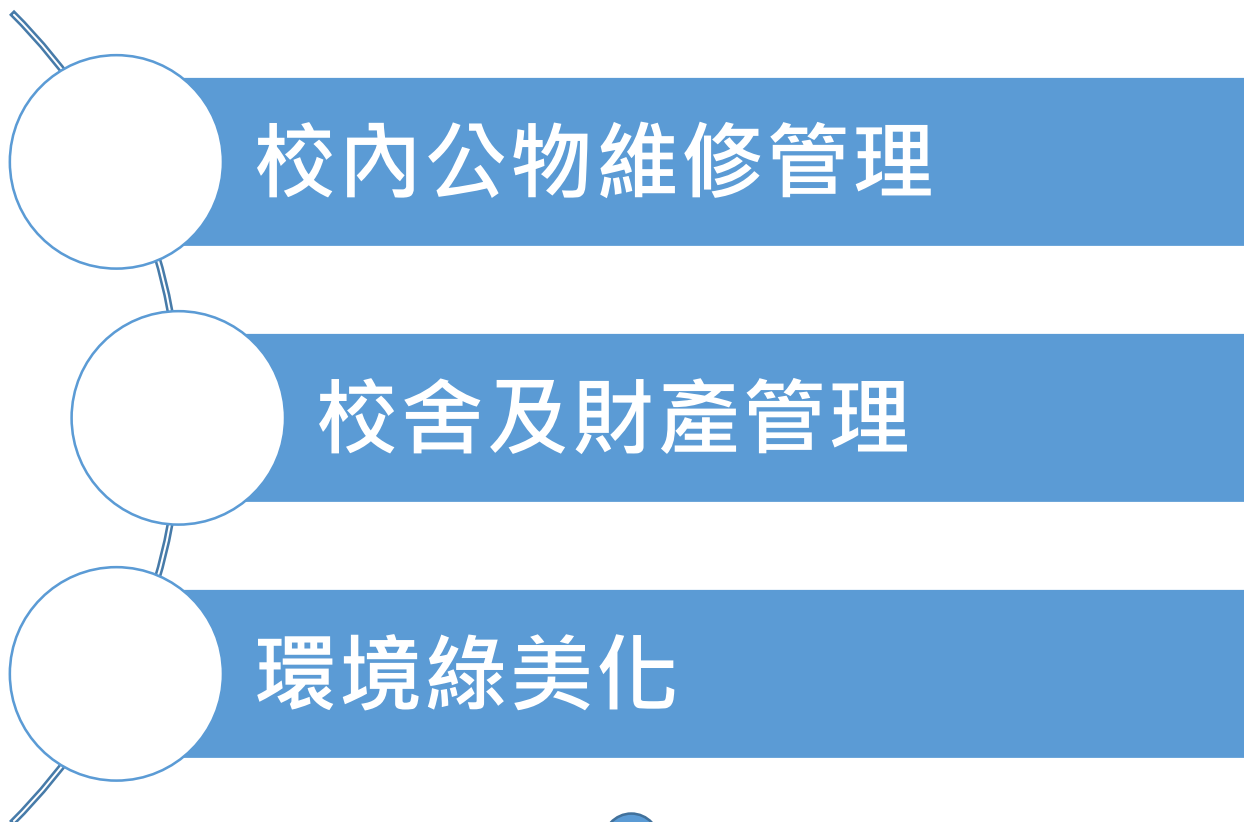 校內公物維修管理
校舍及財產管理
環境綠美化